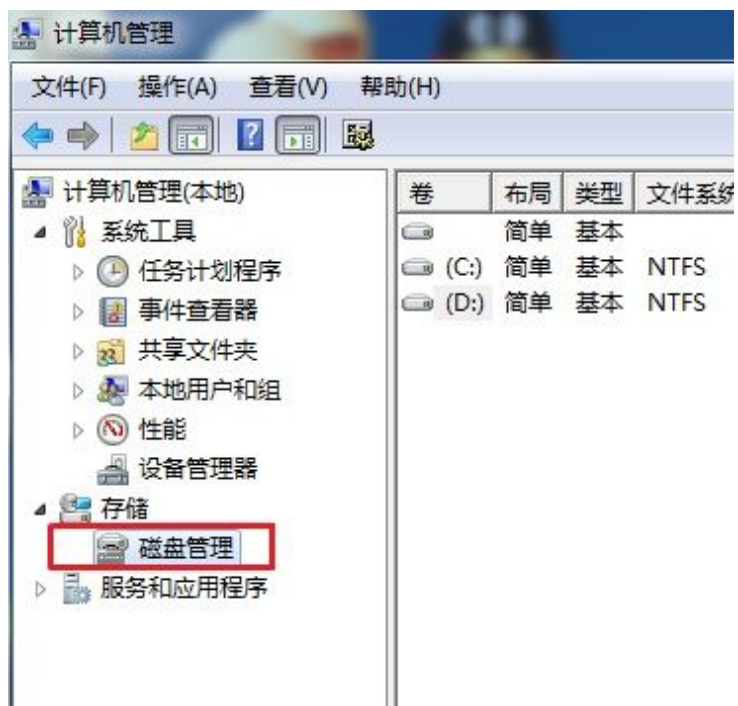 计算机管理
文件(F) 操作(A) 查看(V) 帮助(H)
计算机管理(本地)
系统工具
任务计划程序
事件查看器
共享文件夹
本地用户和组
性能
设备管理器
存储
磁盘管理
服务和应用程序
卷 布局 类型 文件系统
简单 基本
(C:) 简单 基本 NTFS
(D:) 简单 基本 NTFS